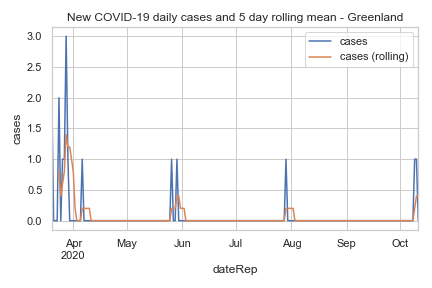 New COVID-19 daily cases and 5 day rolling mean - Greenland
cases
cases (rolling)
3.0
2.5
2.0
1.5
1.0
0.5
0.0
cases
Apr May Jun Jul Aug Sep Oct
2020
dateRep